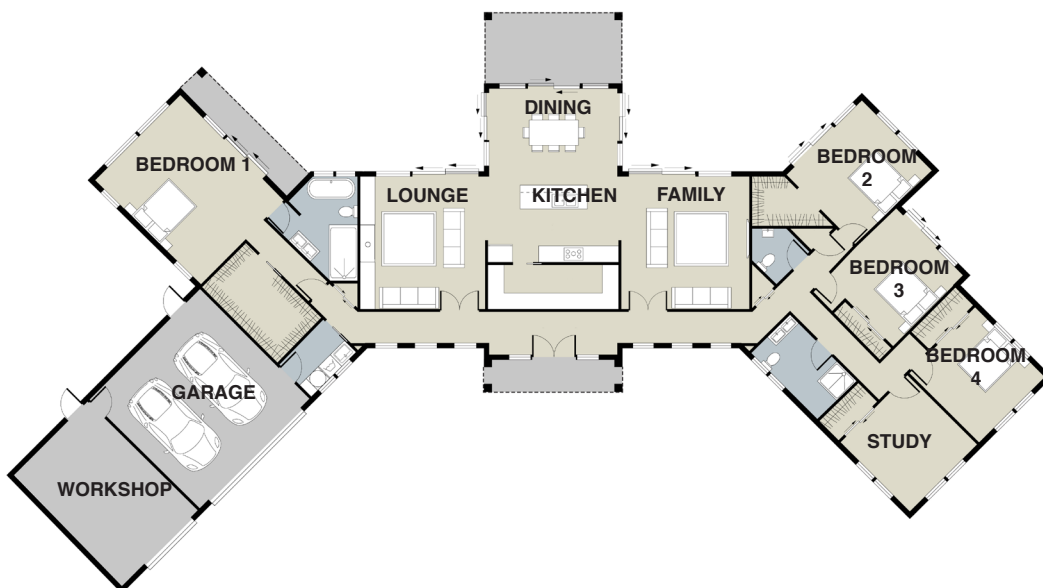 DINING
BEDROOM 1
LOUNGE
KITCHEN
FAMILY
BEDROOM
2
BEDROOM
3
BEDROOM
4
GARAGE
STUDY
WORKSHOP